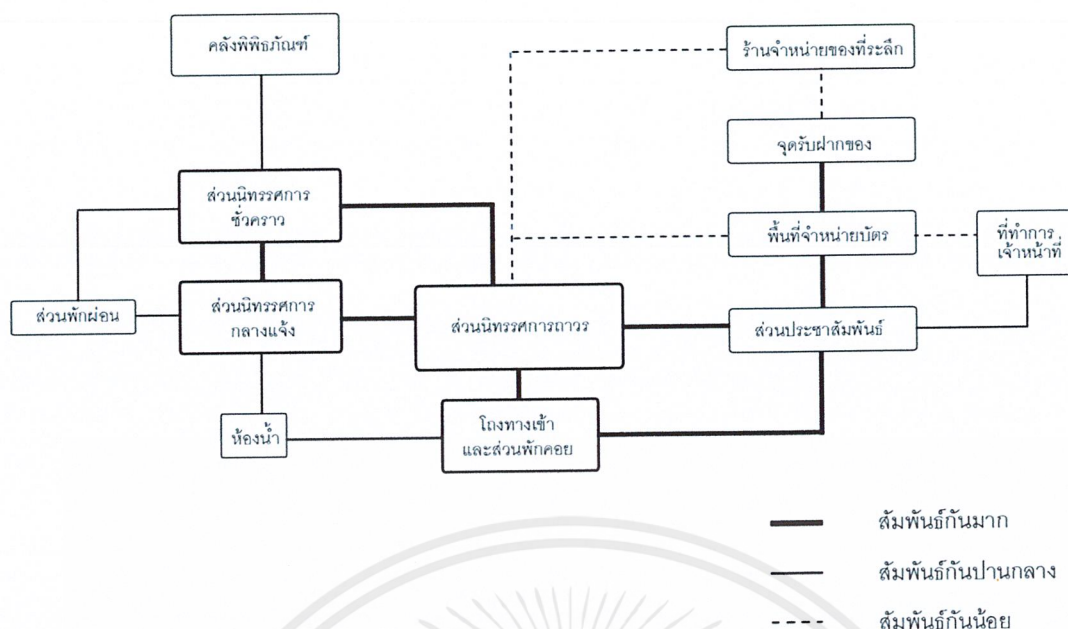 คลังพิพิธภัณฑ์
ร้านจำหน่ายของที่ระลึก
จุดรับฝากของ
ส่วนนิทรรศการ
ชั่วคราว
พื้นที่จำหน่ายบัตร
ที่ทำการ
เจ้าหน้าที่
ส่วนพักผ่อน
ส่วนนิทรรศการ
กลางแจ้ง
ส่วนนิทรรศการถาวร
ส่วนประชาสัมพันธ์
ห้องน้ำ
โถงทางเข้า
และส่วนพักคอย
สัมพันธ์กันมาก
สัมพันธ์กันปานกลาง
สัมพันธ์กันน้อย